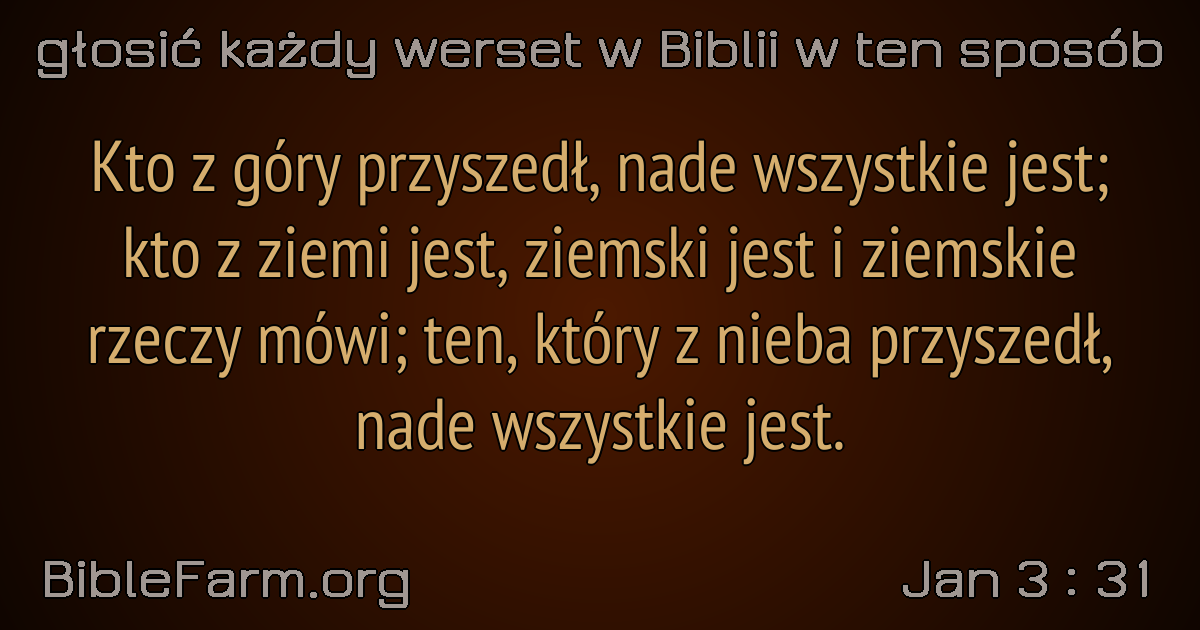 głosić każdy werset w Biblii w ten sposób
Kto z góry przyszedł, nade wszystkie jest;
kto z ziemi jest, ziemski jest i ziemskie
rzeczy mówi; ten, który z nieba przyszedł,
nade wszystkie jest.
BibleFarm.org
Jan 3 : 31